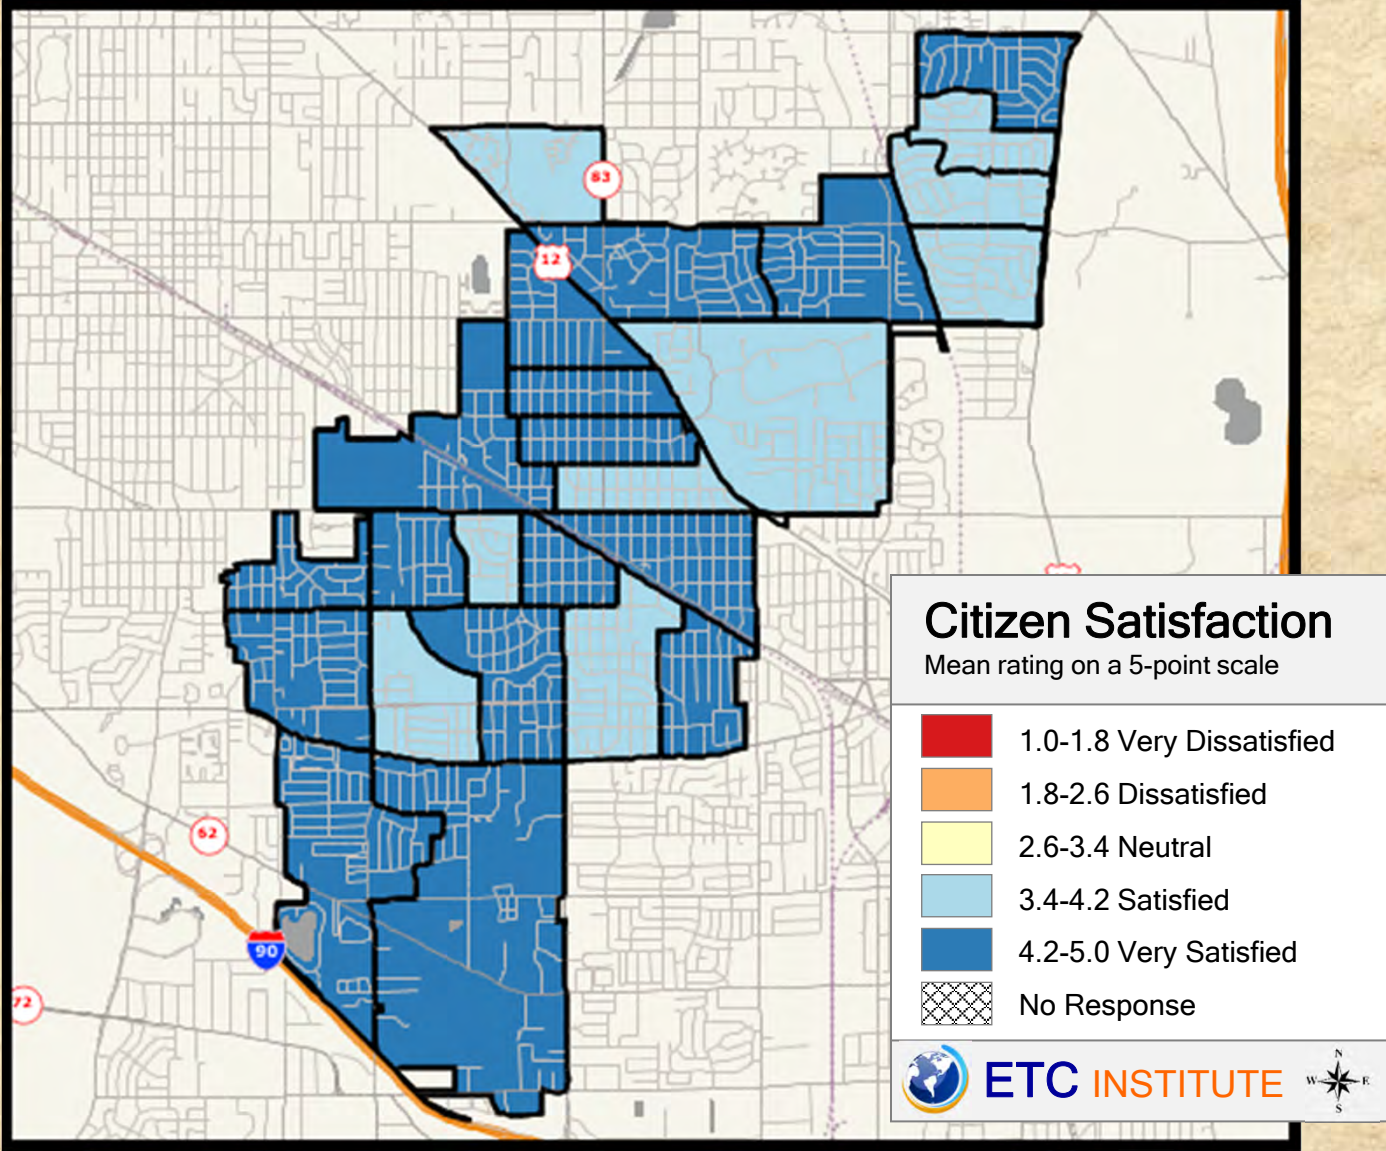 83
12
62
90
72
Citizen Satisfaction
Mean rating on a 5-point scale
1.0-1.8 Very Dissatisfied
1.8-2.6 Dissatisfied
2.6-3.4 Neutral
3.4-4.2 Satisfied
4.2-5.0 Very Satisfied
No Response
ETC INSTITUTE
N
W E
S